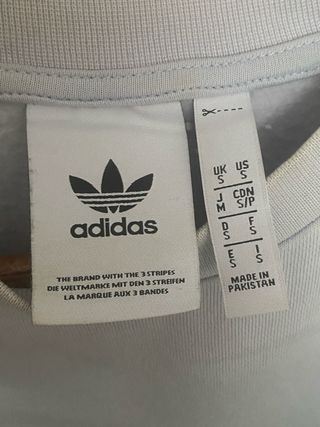 adidas
THE BRAND WITH THE 3 STRIPES
DIE WELTMARKE MIT DEN 3 STREIFEN
LA MARQUE AUX 3 BANDES
UK US
S S
J CDN
M S/P
D F
S S
E I
S S
MADE IN
PAKISTAN